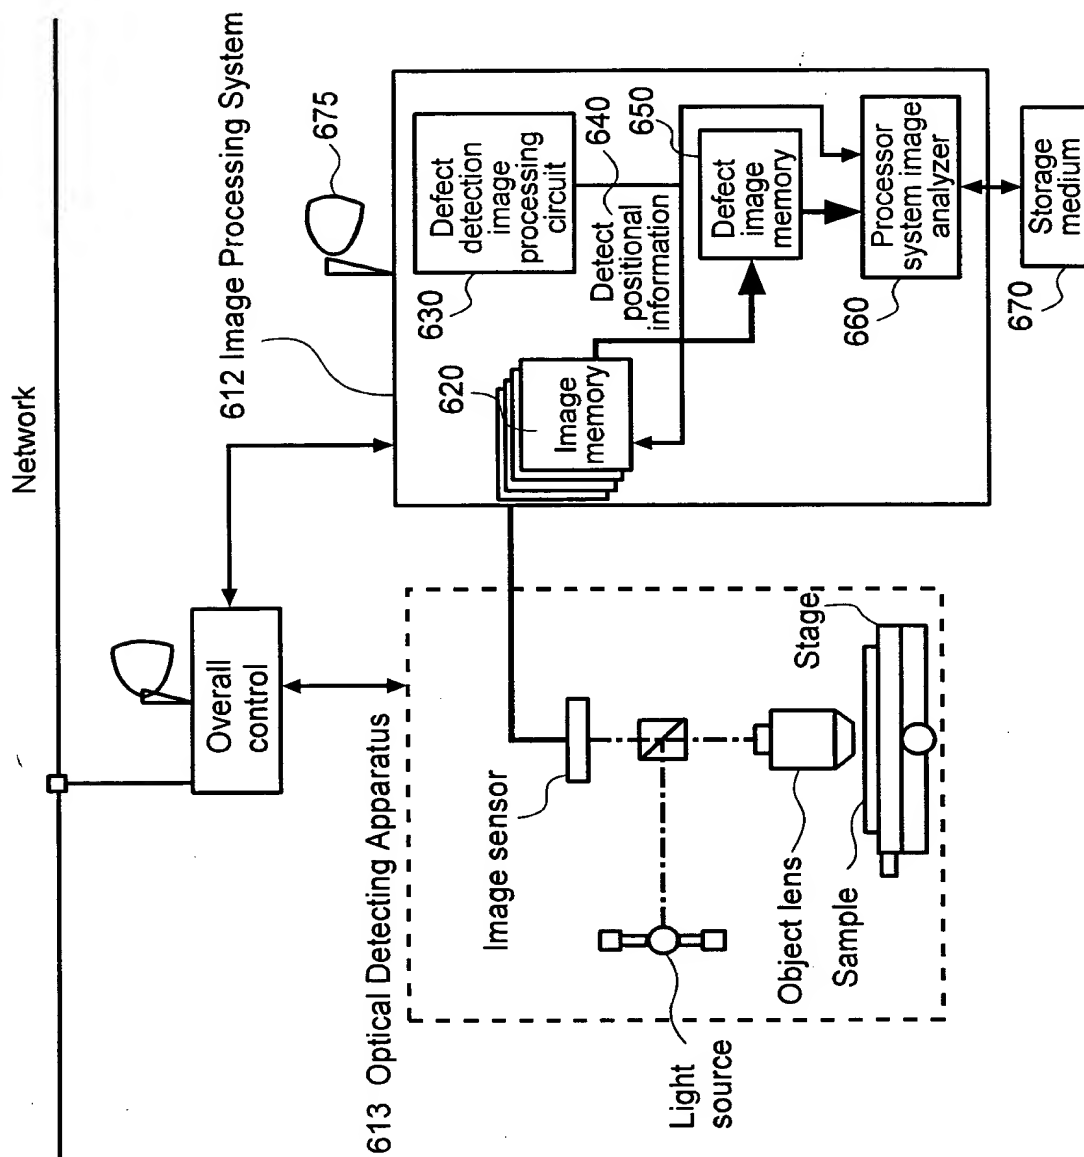 Network
612 Image Processing System
675
Overall
control
613 Optical Detecting Apparatus
Image sensor
Light
source
Object lens
Sample
Stage
620
Image
memory
630
Defect
detection
image
processing
circuit
640
Detect
positional
information
650
Defect
image
memory
660
Processor
system image
analyzer
670
Storage
medium